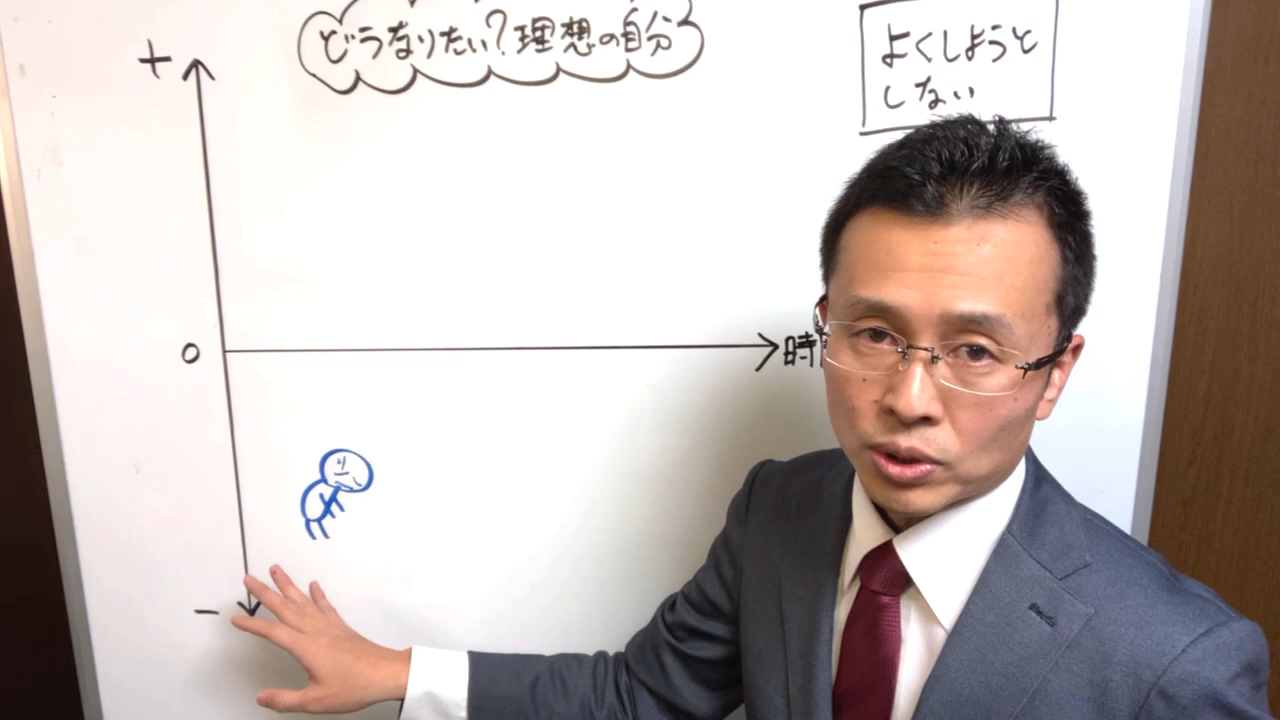 どうなりたい?理想の自分
よくしようと
しない
+
0
時
-